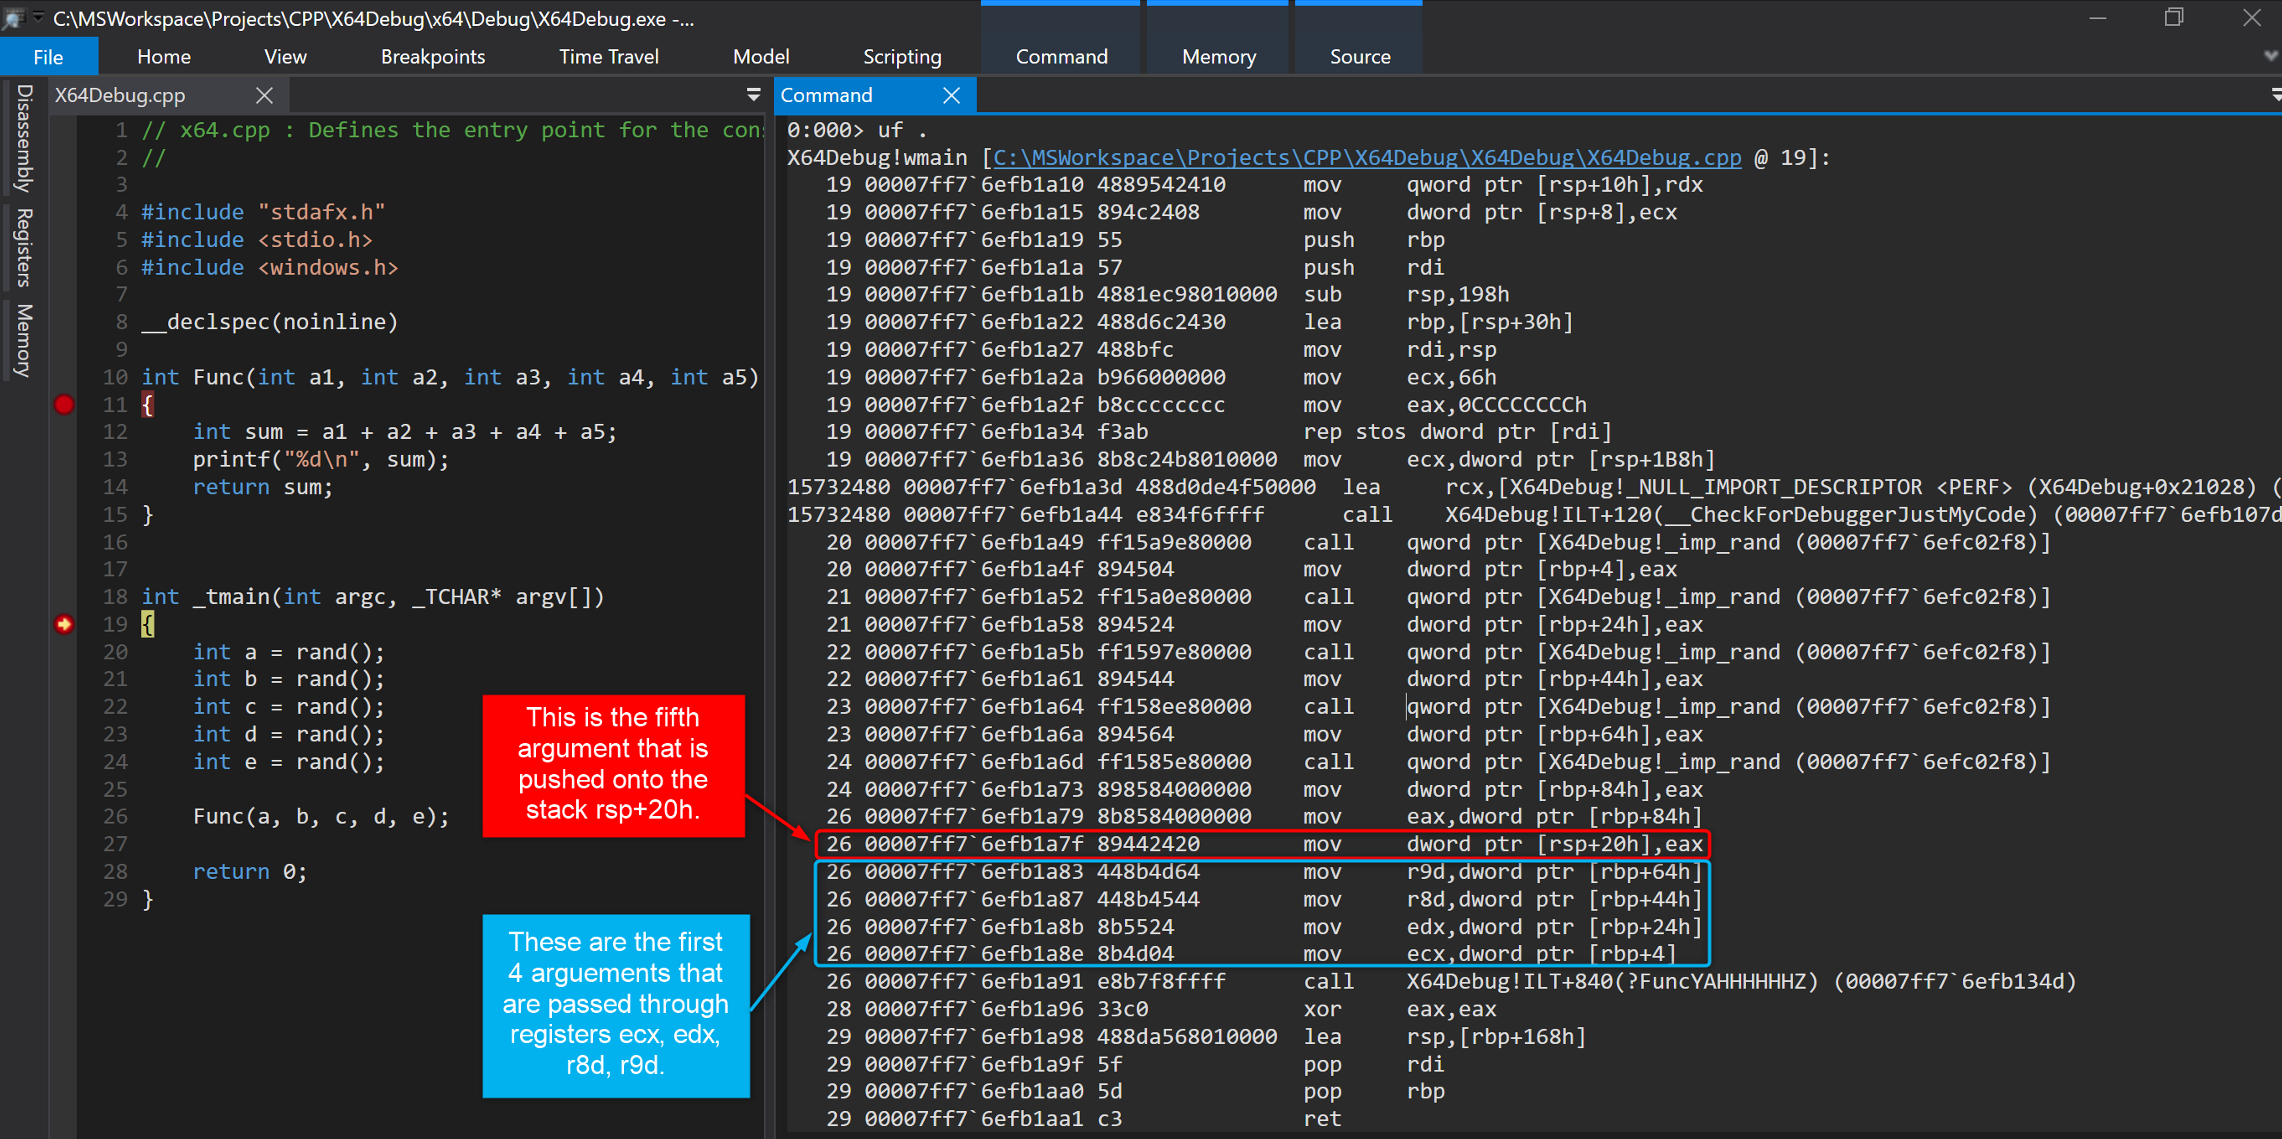 C:\MSWorkspace\Projects\CPP\X64Debug\x64\Debug\X64Debug.exe -...
File Home View Breakpoints Time Travel Model Scripting Command Memory Source
Disassembly
Registers
Memory
X64Debug.cpp
1 // x64.cpp : Defines the entry point for the cons
2 //
3
4 #include "stdafx.h"
5 #include <stdio.h>
6 #include <windows.h>
7
8 __declspec(noinline)
9
10 int Func(int a1, int a2, int a3, int a4, int a5)
11 {
12 int sum = a1 + a2 + a3 + a4 + a5;
13 printf("%d\n", sum);
14 return sum;
15 }
16
17
18 int _tmain(int argc, _TCHAR* argv[])
19 {
20 int a = rand();
21 int b = rand();
22 int c = rand();
23 int d = rand();
24 int e = rand();
25
26 Func(a, b, c, d, e);
27
28 return 0;
29 }
This is the fifth
argument that is
pushed onto the
stack rsp+20h.
These are the first
4 arguements that
are passed through
registers ecx, edx,
r8d, r9d.
Command
0:000> uf .
X64Debug!wmain [C:\MSWorkspace\Projects\CPP\X64Debug\X64Debug\X64Debug.cpp @ 19]:
19 00007ff7`6efb1a10 4889542410 mov qword ptr [rsp+10h],rdx
19 00007ff7`6efb1a15 894c2408 mov dword ptr [rsp+8],ecx
19 00007ff7`6efb1a19 55 push rbp
19 00007ff7`6efb1a1a 57 push rdi
19 00007ff7`6efb1a1b 4881ec98010000 sub rsp,198h
19 00007ff7`6efb1a22 488d6c2430 lea rbp,[rsp+30h]
19 00007ff7`6efb1a27 488bfc mov rdi,rsp
19 00007ff7`6efb1a2a b966000000 mov ecx,66h
19 00007ff7`6efb1a2f b8cccccccc mov eax,0CCCCCCCCh
19 00007ff7`6efb1a34 f3ab rep stos dword ptr [rdi]
19 00007ff7`6efb1a36 8b8c24b8010000 mov ecx,dword ptr [rsp+1B8h]
15732480 00007ff7`6efb1a3d 488d0de4f50000 lea rcx,[X64Debug!_NULL_IMPORT_DESCRIPTOR <PERF> (X64Debug+0x21028) (
15732480 00007ff7`6efb1a44 e834f6ffff call X64Debug!ILT+120(__CheckForDebuggerJustMyCode) (00007ff7`6efb107d
20 00007ff7`6efb1a49 ff15a9e80000 call qword ptr [X64Debug!_imp_rand (00007ff7`6efc02f8)]
20 00007ff7`6efb1a4f 894504 mov dword ptr [rbp+4],eax
21 00007ff7`6efb1a52 ff15a0e80000 call qword ptr [X64Debug!_imp_rand (00007ff7`6efc02f8)]
21 00007ff7`6efb1a58 894524 mov dword ptr [rbp+24h],eax
22 00007ff7`6efb1a5b ff1597e80000 call qword ptr [X64Debug!_imp_rand (00007ff7`6efc02f8)]
22 00007ff7`6efb1a61 894544 mov dword ptr [rbp+44h],eax
23 00007ff7`6efb1a64 ff158ee80000 call qword ptr [X64Debug!_imp_rand (00007ff7`6efc02f8)]
23 00007ff7`6efb1a6a 894564 mov dword ptr [rbp+64h],eax
24 00007ff7`6efb1a6d ff1585e80000 call qword ptr [X64Debug!_imp_rand (00007ff7`6efc02f8)]
24 00007ff7`6efb1a73 898584000000 mov dword ptr [rbp+84h],eax
26 00007ff7`6efb1a79 8b8584000000 mov eax,dword ptr [rbp+84h]
26 00007ff7`6efb1a7f 89442420 mov dword ptr [rsp+20h],eax
26 00007ff7`6efb1a83 448b4d64 mov r9d,dword ptr [rbp+64h]
26 00007ff7`6efb1a87 448b4544 mov r8d,dword ptr [rbp+44h]
26 00007ff7`6efb1a8b 8b5524 mov edx,dword ptr [rbp+24h]
26 00007ff7`6efb1a8e 8b4d04 mov ecx,dword ptr [rbp+4]
26 00007ff7`6efb1a91 e8b7f8ffff call X64Debug!ILT+840(?FuncYAHHHHHHZ) (00007ff7`6efb134d)
28 00007ff7`6efb1a96 33c0 xor eax,eax
29 00007ff7`6efb1a98 488da568010000 lea rsp,[rbp+168h]
29 00007ff7`6efb1a9f 5f pop rdi
29 00007ff7`6efb1aa0 5d pop rbp
29 00007ff7`6efb1aa1 c3 ret